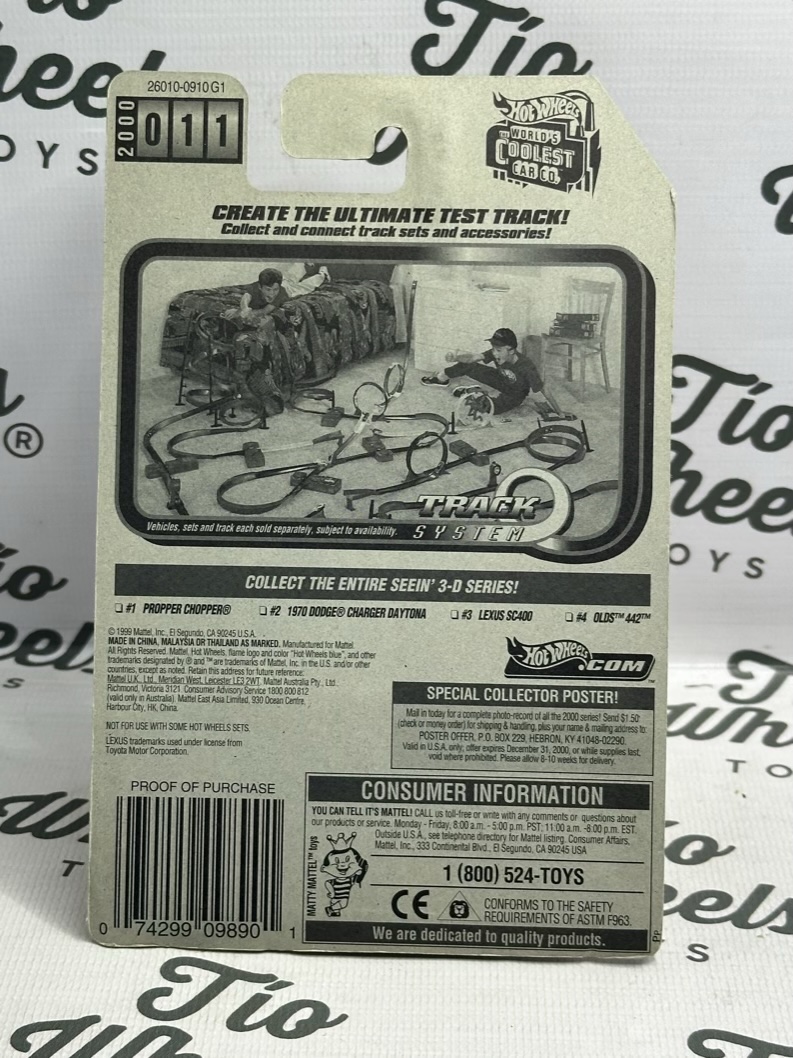 26010-0910G1
2000
011
Hot Wheels
THE WORLD'S
COOLEST
CAR CO.™
CREATE THE ULTIMATE TEST TRACK!
Collect and connect track sets and accessories!
TRACK
SYSTEM
Vehicles, sets and track each sold separately, subject to availability.
COLLECT THE ENTIRE SEEIN' 3-D SERIES!
❏ #1 PROPPER CHOPPER® ❏ #2 1970 DODGE® CHARGER DAYTONA ❏ #3 LEXUS SC400 ❏ #4 OLDS™ 442™
© 1999 Mattel, Inc., El Segundo, CA 90245 U.S.A.
MADE IN CHINA, MALAYSIA OR THAILAND AS MARKED. Manufactured for Mattel
All Rights Reserved. Mattel, Hot Wheels, flame logo and color "Hot Wheels blue", and other
trademarks designated by ® and ™ are trademarks of Mattel, Inc. in the U.S. and/or other
countries, except as noted. Retain this address for future reference:
Mattel U.K., Ltd., Meridian West, Leicester LE3 2WT. Mattel Australia Pty., Ltd.,
Richmond, Victoria 3121. Consumer Advisory Service 1800 800 812
(valid only in Australia). Mattel East Asia Limited, 930 Ocean Centre,
Harbour City, HK, China.
NOT FOR USE WITH SOME HOT WHEELS SETS.
LEXUS trademarks used under license from
Toyota Motor Corporation.
Hot Wheels.COM™
SPECIAL COLLECTOR POSTER!
Mail in today for a complete photo-record of all the 2000 series! Send $1.50
(check or money order) for shipping & handling, plus your name & mailing address to:
POSTER OFFER, P.O. BOX 229, HEBRON, KY 41048-02290.
Valid in U.S.A. only; offer expires December 31, 2000, or while supplies last,
void where prohibited. Please allow 8-10 weeks for delivery.
PROOF OF PURCHASE
0 74299 09890 1
CONSUMER INFORMATION
YOU CAN TELL IT'S MATTEL! CALL us toll-free or write with any comments or questions about
our products or service. Monday - Friday, 8:00 a.m. - 5:00 p.m. PST; 11:00 a.m. -8:00 p.m. EST.
Outside U.S.A., see telephone directory for Mattel listing. Consumer Affairs,
Mattel, Inc., 333 Continental Blvd., El Segundo, CA 90245 USA
1 (800) 524-TOYS
MATTY MATTEL™ toys
CE
CONFORMS TO THE SAFETY
REQUIREMENTS OF ASTM F963.
We are dedicated to quality products.
PP
Tío
Wheels
TOYS
®